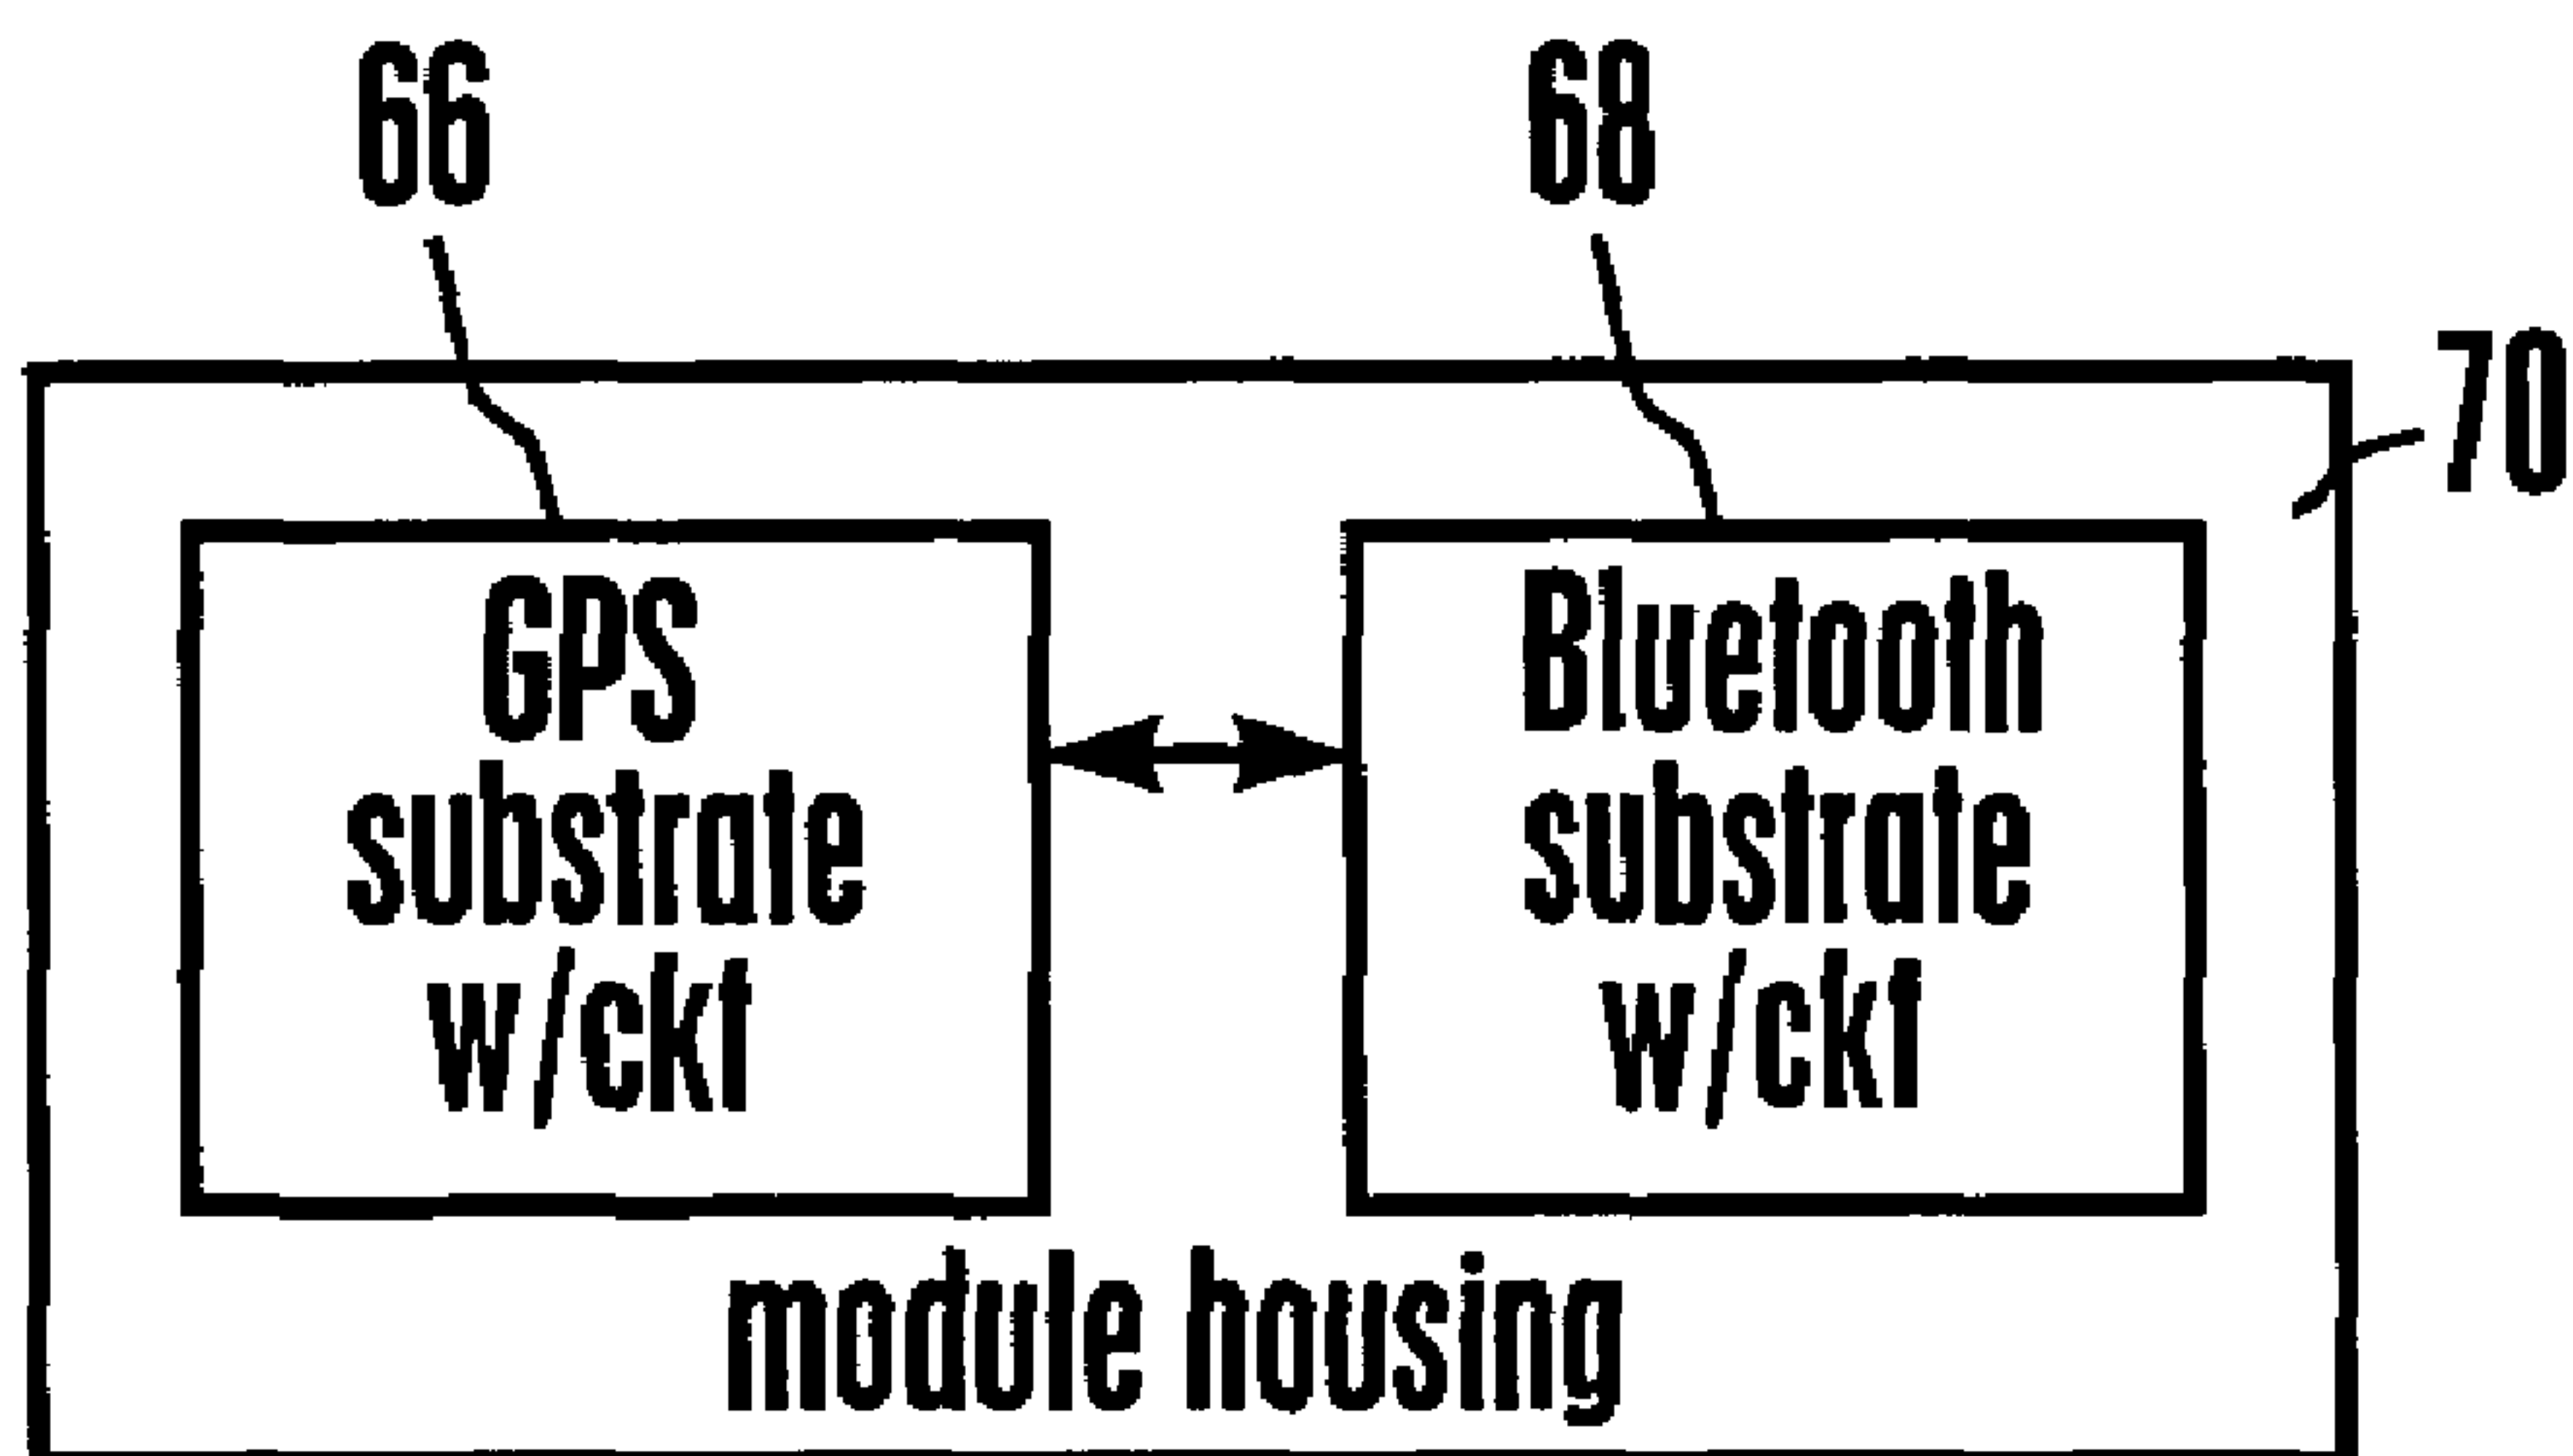 66
68
70
GPS
substrate
w/ckt
Bluetooth
substrate
w/ckt
module housing